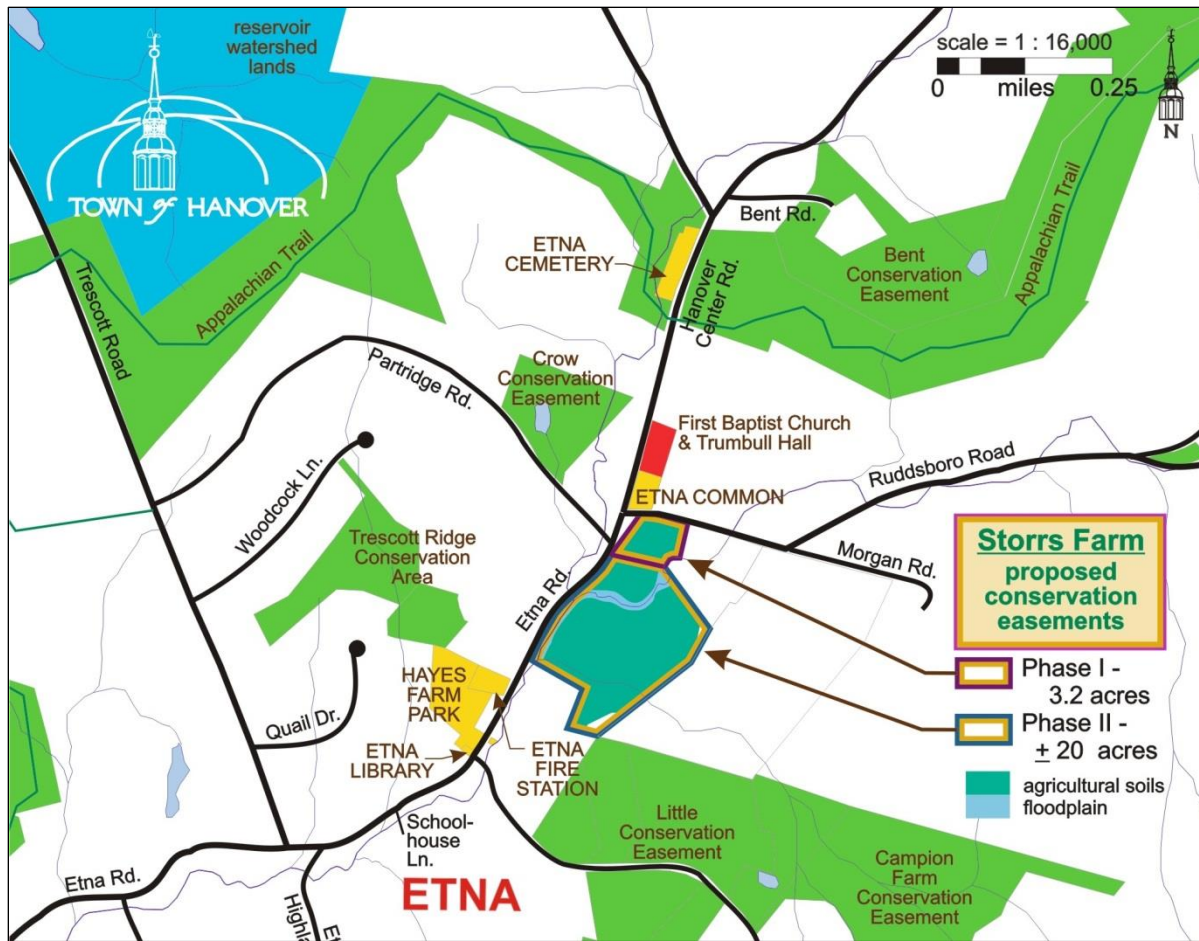 reservoir
watershed
lands
TOWN of HANOVER
scale = 1 : 16,000
0 miles 0.25
N
Appalachian Trail
Trescott Road
ETNA
CEMETERY
Bent Rd.
Hanover
Center Rd.
Bent
Conservation
Easement
Appalachian Trail
Partridge Rd.
Crow
Conservation
Easement
First Baptist Church
& Trumbull Hall
ETNA COMMON
Ruddsboro Road
Morgan Rd.
Woodcock Ln.
Trescott Ridge
Conservation
Area
Etna Rd.
Storrs Farm
proposed
conservation
easements
Phase I -
3.2 acres
Phase II -
± 20 acres
agricultural soils
floodplain
HAYES
FARM
PARK
Quail Dr.
ETNA
LIBRARY
ETNA
FIRE
STATION
School-
house
Ln.
ETNA
Little
Conservation
Easement
Campion
Farm
Conservation
Easement
Etna Rd.
Highla
Et